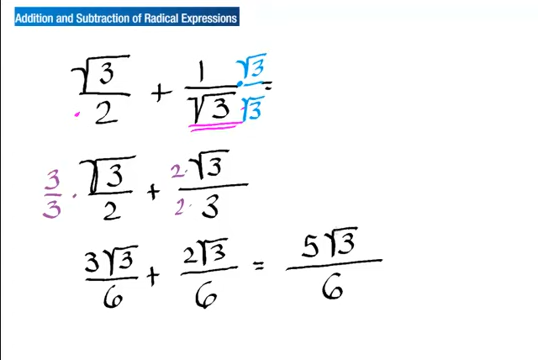 Addition and Subtraction of Radical Expressions
√3/2 + 1/√3 · √3/√3 =
3/3 · √3/2 + 2·√3/2·3
3√3/6 + 2√3/6 = 5√3/6